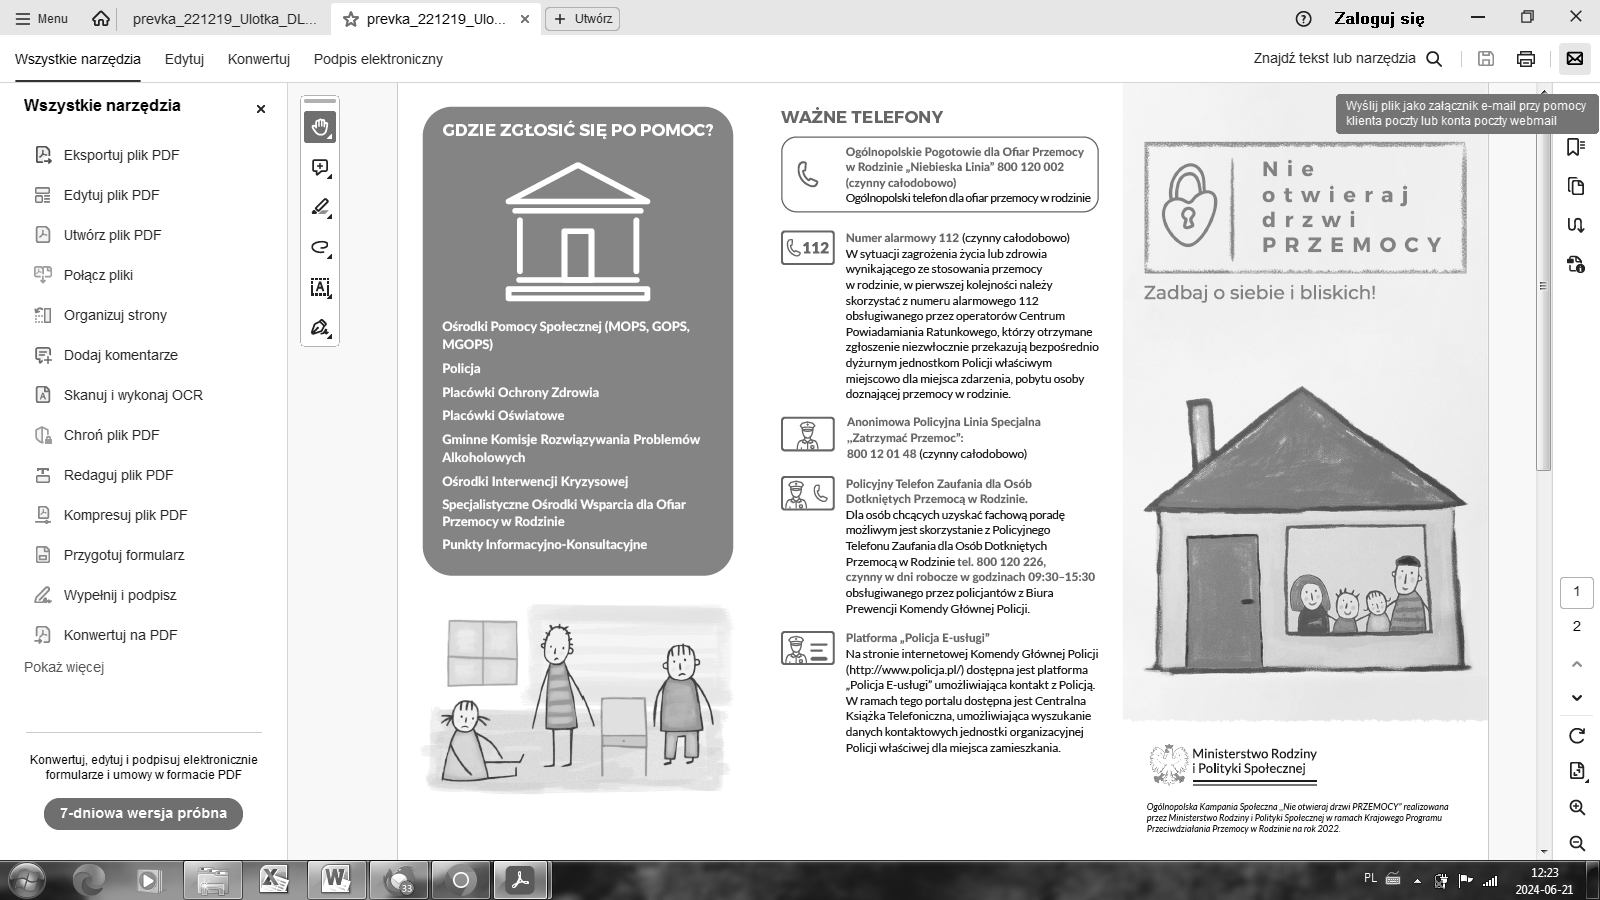 Menu
prevka_221219_Ulotka_DL...
prevka_221219_Ulo...
Utwórz
Zaloguj się
Wszystkie narzędzia
Edytuj
Konwertuj
Podpis elektroniczny
Znajdź tekst lub narzędzia
Wyślij plik jako załącznik e-mail przy pomocy
klienta poczty lub konta poczty webmail
Wszystkie narzędzia
Eksportuj plik PDF
Edytuj plik PDF
Utwórz plik PDF
Połącz pliki
Organizuj strony
Dodaj komentarze
Skanuj i wykonaj OCR
Chroń plik PDF
Redaguj plik PDF
Kompresuj plik PDF
Przygotuj formularz
Wypełnij i podpisz
Konwertuj na PDF
Pokaż więcej
Konwertuj, edytuj i podpisuj elektronicznie
formularze i umowy w formacie PDF
7-dniowa wersja próbna
GDZIE ZGŁOSIĆ SIĘ PO POMOC?
Ośrodki Pomocy Społecznej (MOPS, GOPS,
MGOPS)
Policja
Placówki Ochrony Zdrowia
Placówki Oświatowe
Gminne Komisje Rozwiązywania Problemów
Alkoholowych
Ośrodki Interwencji Kryzysowej
Specjalistyczne Ośrodki Wsparcia dla Ofiar
Przemocy w Rodzinie
Punkty Informacyjno-Konsultacyjne
WAŻNE TELEFONY
Ogólnopolskie Pogotowie dla Ofiar Przemocy
w Rodzinie „Niebieska Linia” 800 120 002
(czynny całodobowo)
Ogólnopolski telefon dla ofiar przemocy w rodzinie
112
Numer alarmowy 112 (czynny całodobowo)
W sytuacji zagrożenia życia lub zdrowia
wynikającego ze stosowania przemocy
w rodzinie, w pierwszej kolejności należy
skorzystać z numeru alarmowego 112
obsługiwanego przez operatorów Centrum
Powiadamiania Ratunkowego, którzy otrzymane
zgłoszenie niezwłocznie przekazują bezpośrednio
dyżurnym jednostkom Policji właściwym
miejscowo dla miejsca zdarzenia, pobytu osoby
doznającej przemocy w rodzinie.
Anonimowa Policyjna Linia Specjalna
„Zatrzymać Przemoc”:
800 12 01 48 (czynny całodobowo)
Policyjny Telefon Zaufania dla Osób
Dotkniętych Przemocą w Rodzinie.
Dla osób chcących uzyskać fachową poradę
możliwym jest skorzystanie z Policyjnego
Telefonu Zaufania dla Osób Dotkniętych
Przemocą w Rodzinie tel. 800 120 226,
czynny w dni robocze w godzinach 09:30–15:30
obsługiwanego przez policjantów z Biura
Prewencji Komendy Głównej Policji.
Platforma „Policja E-usługi”
Na stronie internetowej Komendy Głównej Policji
(http://www.policja.pl/) dostępna jest platforma
„Policja E-usługi” umożliwiająca kontakt z Policją.
W ramach tego portalu dostępna jest Centralna
Książka Telefoniczna, umożliwiająca wyszukanie
danych kontaktowych jednostki organizacyjnej
Policji właściwej dla miejsca zamieszkania.
Nie
otwieraj
drzwi
PRZEMOCY
Zadbaj o siebie i bliskich!
Ministerstwo Rodziny
i Polityki Społecznej
Ogólnopolska Kampania Społeczna „Nie otwieraj drzwi PRZEMOCY” realizowana
przez Ministerstwo Rodziny i Polityki Społecznej w ramach Krajowego Programu
Przeciwdziałania Przemocy w Rodzinie na rok 2022.
1
2
33
PL
12:23
2024-06-21